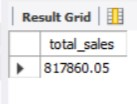 Result Grid
total_sales
817860.05